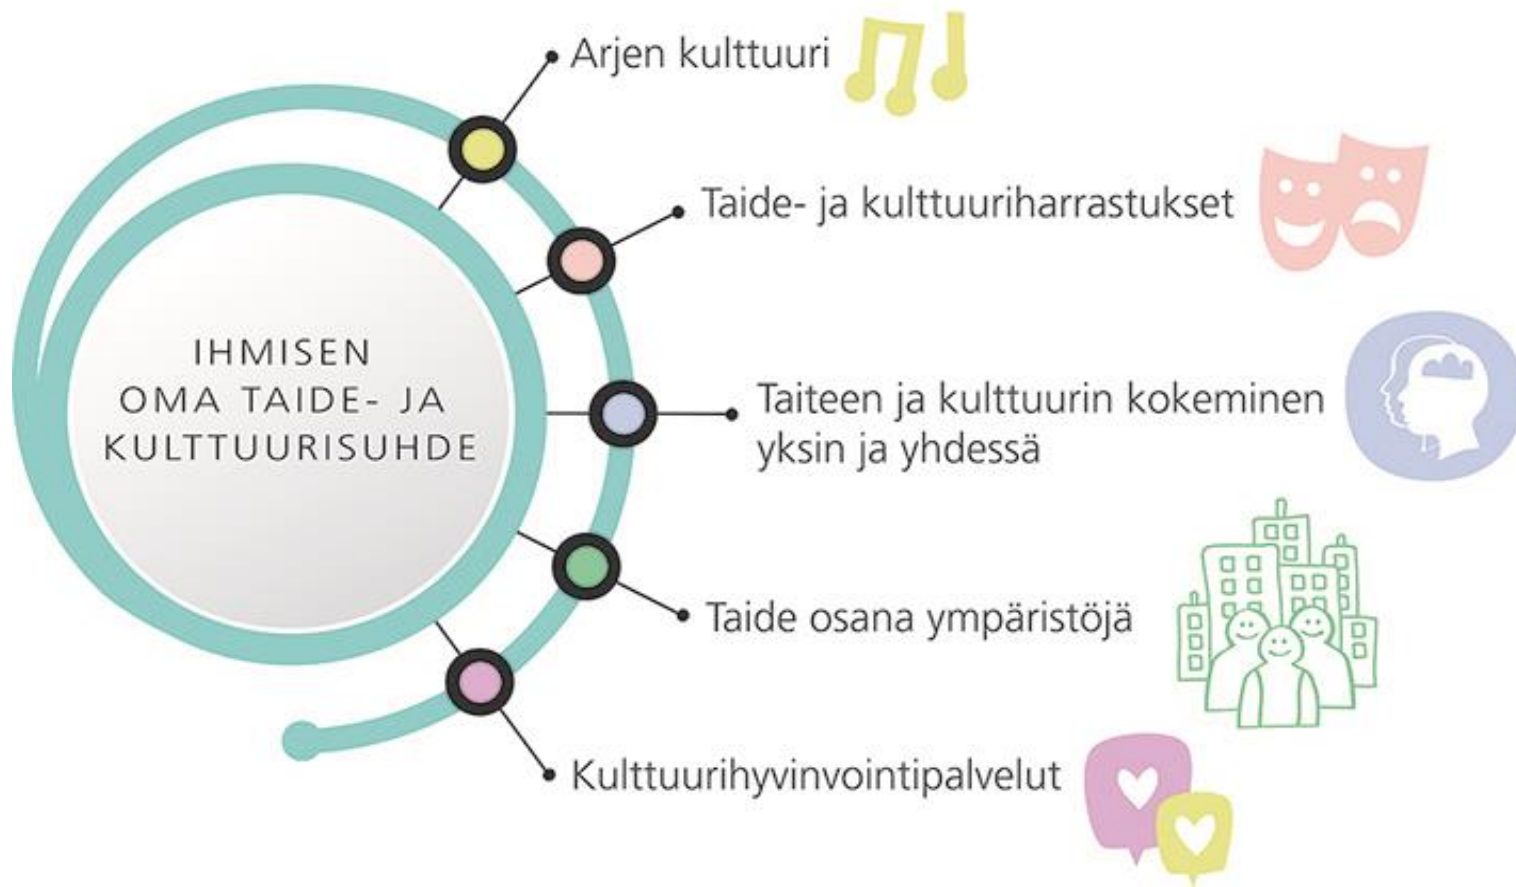 Arjen kulttuuri
Taide- ja kulttuuriharrastukset
IHMISEN
OMA TAIDE- JA
KULTTUURISUHDE
Taiteen ja kulttuurin kokeminen
yksin ja yhdessä
Taide osana ympäristöjä
Kulttuurihyvinvointipalvelut